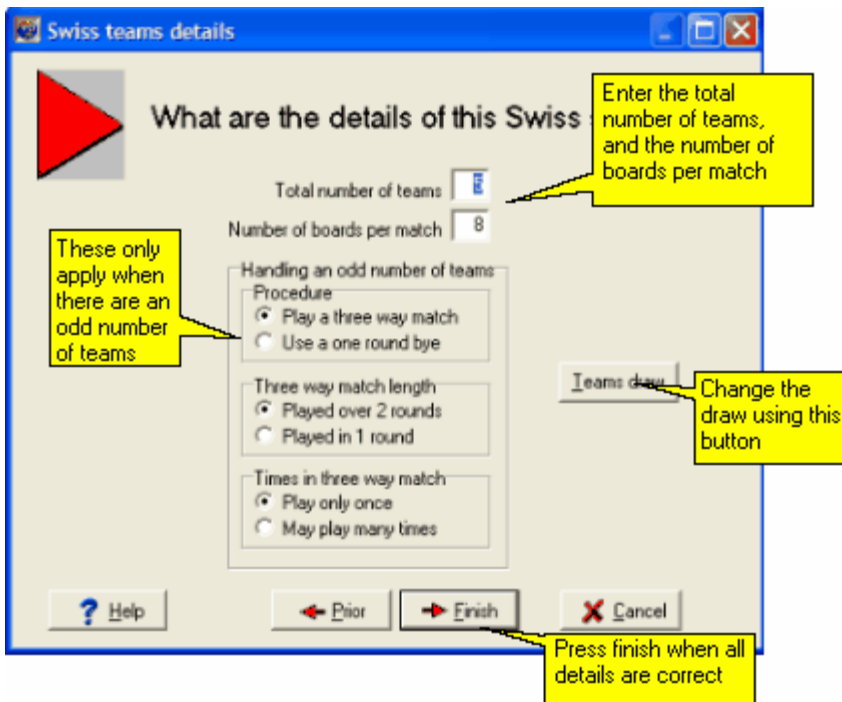 Swiss teams details
What are the details of this Swiss
Enter the total
number of teams,
and the number of
boards per match
Total number of teams
Number of boards per match 8
These only
apply when
there are an
odd number
of teams
Handling an odd number of teams
Procedure
Play a three way match
Use a one round bye
Three way match length
Played over 2 rounds
Played in 1 round
Times in three way match
Play only once
May play many times
Teams draw
Change the
draw using this
button
? Help
Prior
Finish
Cancel
Press finish when all
details are correct